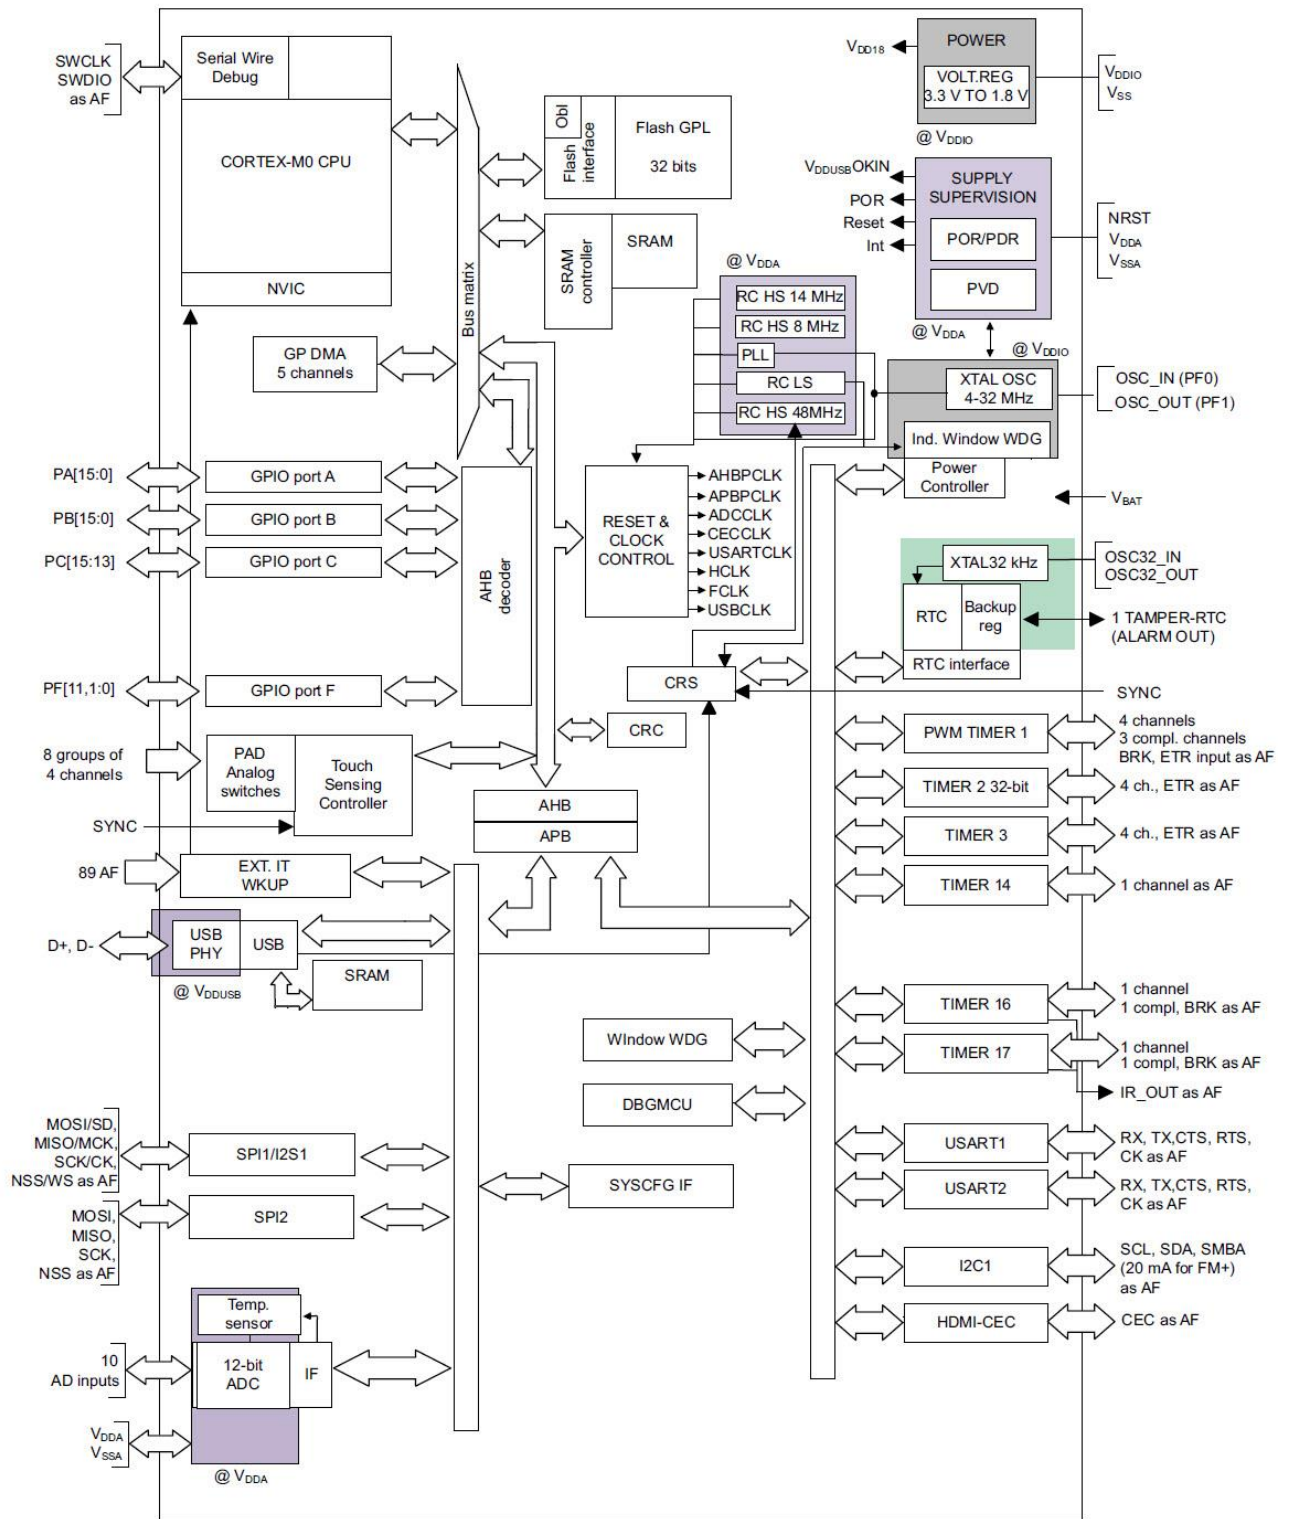 SWCLK
SWDIO
as AF
Serial Wire
Debug
CORTEX-M0 CPU
NVIC
Bus matrix
Obl
Flash
interface
Flash GPL
32 bits
SRAM
controller
SRAM
GP DMA
5 channels
VDD18
POWER
VOLT.REG
3.3 V TO 1.8 V
VDDIO
VSS
@ VDDIO
VDDUSBOKIN
POR
Reset
Int
SUPPLY
SUPERVISION
POR/PDR
PVD
NRST
VDDA
VSSA
@ VDDA
@ VDDA
RC HS 14 MHz
RC HS 8 MHz
PLL
RC LS
RC HS 48MHz
@ VDDIO
XTAL OSC
4-32 MHz
OSC_IN (PF0)
OSC_OUT (PF1)
Ind. Window WDG
Power
Controller
VBAT
PA[15:0]
GPIO port A
PB[15:0]
GPIO port B
PC[15:13]
GPIO port C
PF[11,1:0]
GPIO port F
AHB
decoder
RESET &
CLOCK
CONTROL
AHBPCLK
APBPCLK
ADCCLK
CECCLK
USARTCLK
HCLK
FCLK
USBCLK
XTAL32 kHz
OSC32_IN
OSC32_OUT
RTC
Backup
reg
RTC interface
1 TAMPER-RTC
(ALARM OUT)
CRS
SYNC
CRC
8 groups of
4 channels
PAD
Analog
switches
Touch
Sensing
Controller
SYNC
AHB
APB
89 AF
EXT. IT
WKUP
D+, D-
USB
PHY
USB
@ VDDUSB
SRAM
PWM TIMER 1
4 channels
3 compl. channels
BRK, ETR input as AF
TIMER 2 32-bit
4 ch., ETR as AF
TIMER 3
4 ch., ETR as AF
TIMER 14
1 channel as AF
TIMER 16
1 channel
1 compl, BRK as AF
TIMER 17
1 channel
1 compl, BRK as AF
IR_OUT as AF
WIndow WDG
DBGMCU
SYSCFG IF
MOSI/SD,
MISO/MCK,
SCK/CK,
NSS/WS as AF
SPI1/I2S1
MOSI,
MISO,
SCK,
NSS as AF
SPI2
USART1
RX, TX,CTS, RTS,
CK as AF
USART2
RX, TX,CTS, RTS,
CK as AF
I2C1
SCL, SDA, SMBA
(20 mA for FM+)
as AF
HDMI-CEC
CEC as AF
Temp.
sensor
10
AD inputs
12-bit
ADC
IF
VDDA
VSSA
@ VDDA